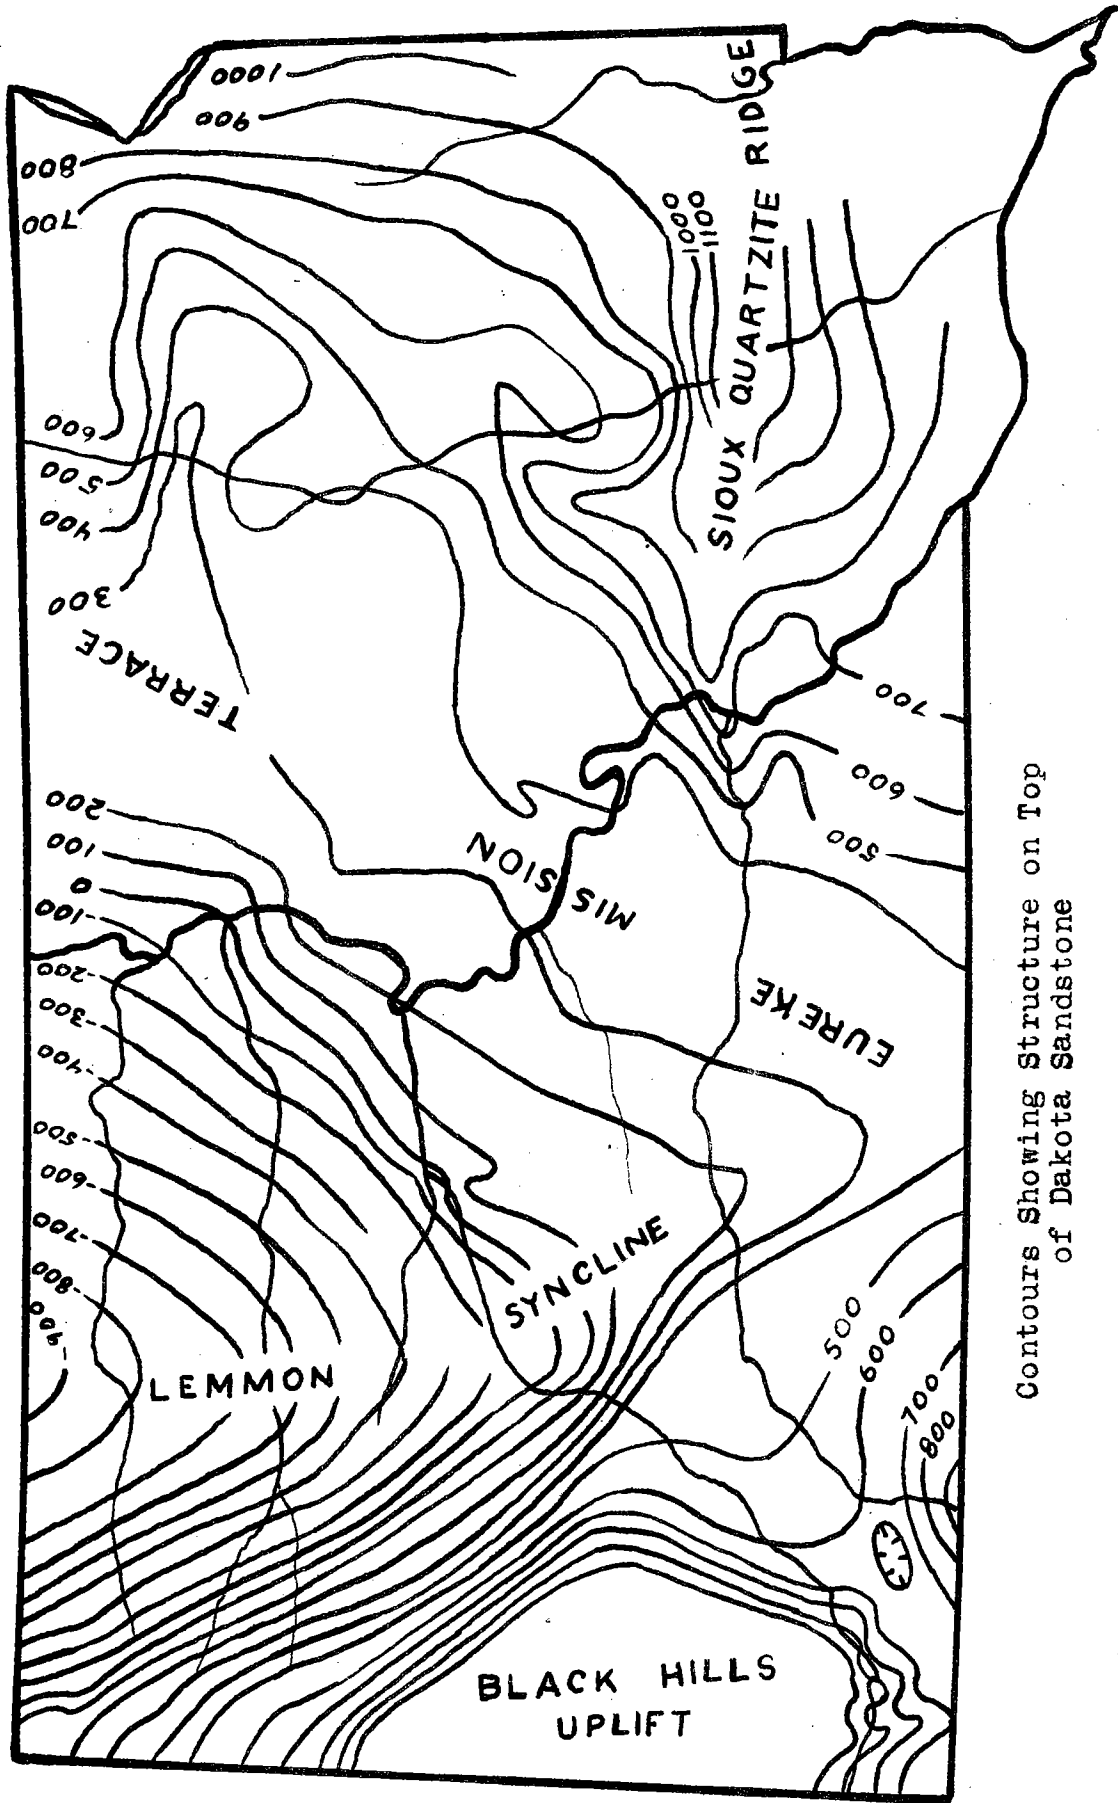 1000
900
800
700
600
500
400
300
TERRACE
200
100
0
-100
-200
-300
-400
-500
-600
-700
-800
-900
LEMMON
SYNCLINE
MISSION
EUREKE
SIOUX QUARTZITE RIDGE
1000
1100
700
600
500
500
600
700
800
BLACK HILLS
UPLIFT
Contours Showing Structure on Top
of Dakota Sandstone